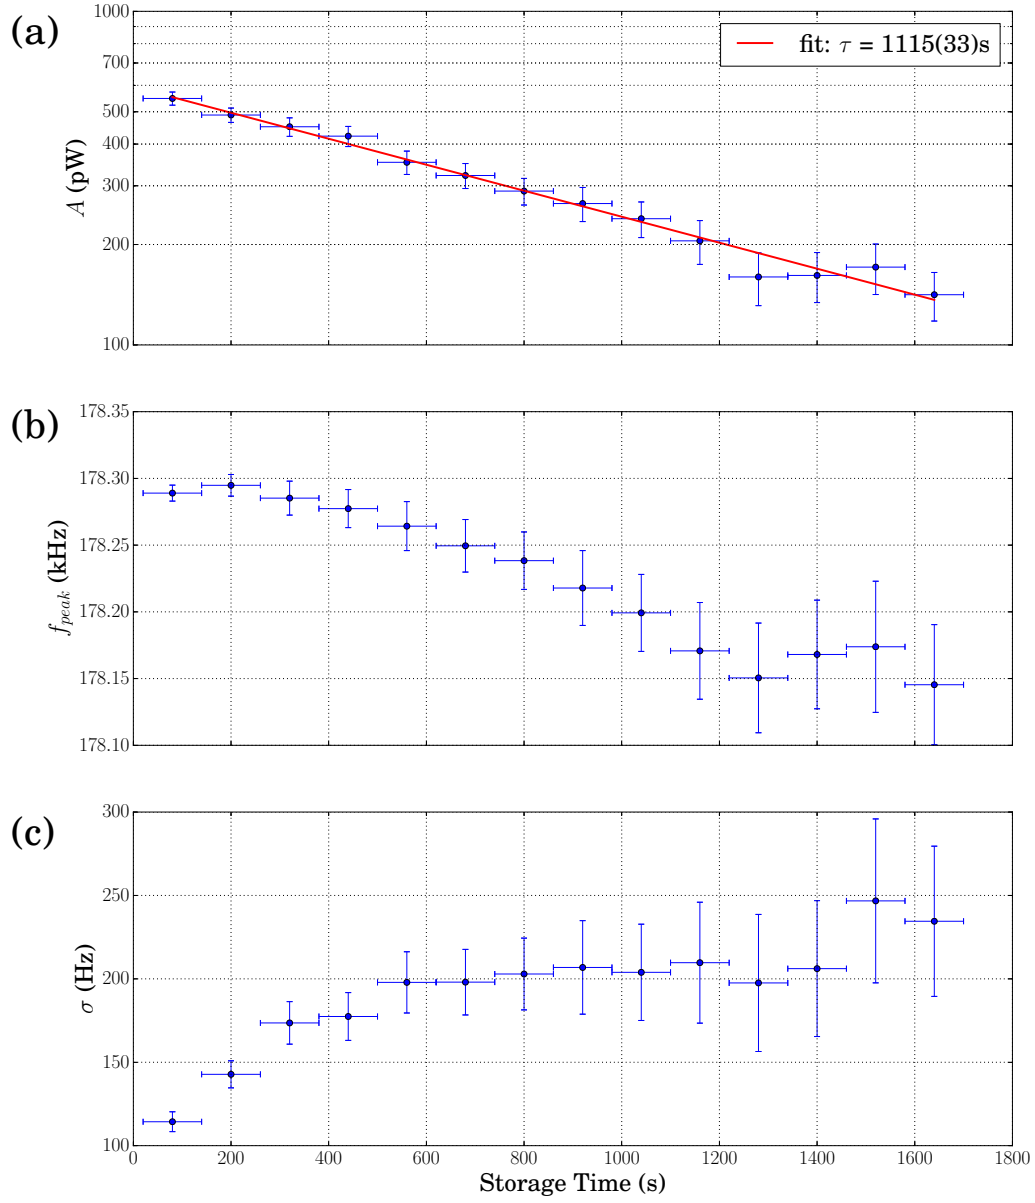 (a)
1000
700
500
400
300
200
100
A (pW)
fit: τ = 1115(33)s
(b)
178.35
178.30
178.25
178.20
178.15
178.10
f_peak (kHz)
(c)
300
250
200
150
100
σ (Hz)
0 200 400 600 800 1000 1200 1400 1600 1800
Storage Time (s)